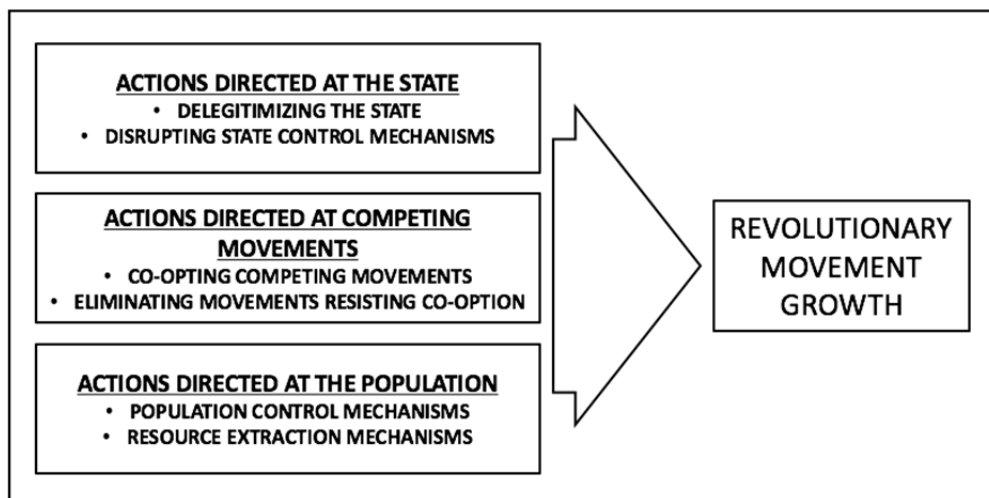 ACTIONS DIRECTED AT THE STATE
• DELEGITIMIZING THE STATE
• DISRUPTING STATE CONTROL MECHANISMS
ACTIONS DIRECTED AT COMPETING
MOVEMENTS
• CO-OPTING COMPETING MOVEMENTS
• ELIMINATING MOVEMENTS RESISTING CO-OPTION
ACTIONS DIRECTED AT THE POPULATION
• POPULATION CONTROL MECHANISMS
• RESOURCE EXTRACTION MECHANISMS
REVOLUTIONARY
MOVEMENT
GROWTH